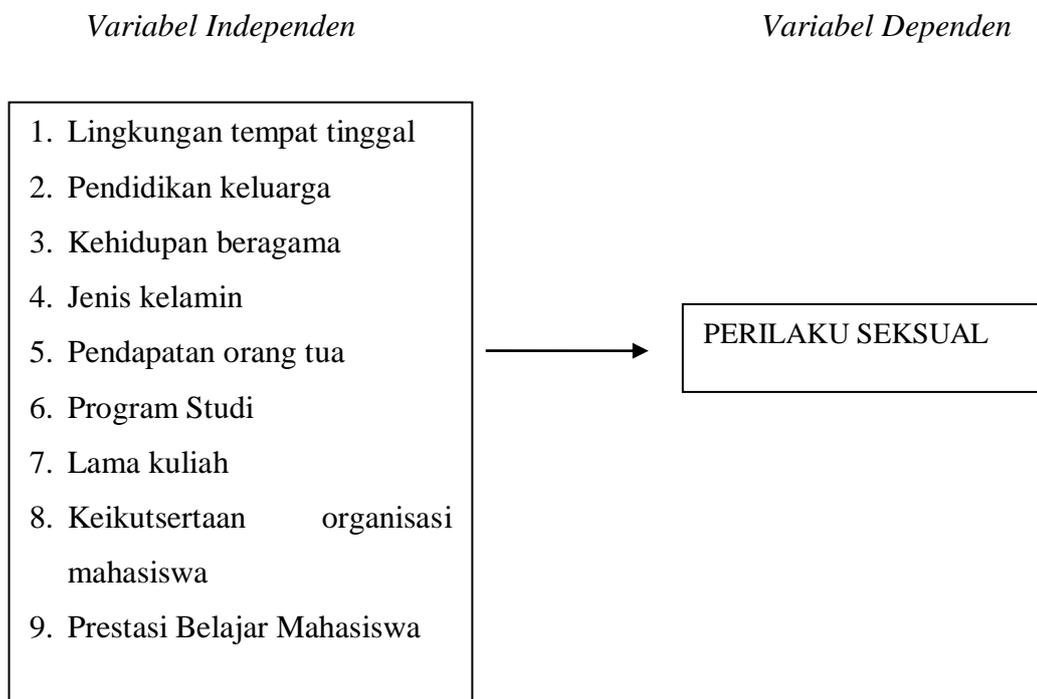 Variabel Independen
Variabel Dependen
1. Lingkungan tempat tinggal
2. Pendidikan keluarga
3. Kehidupan beragama
4. Jenis kelamin
5. Pendapatan orang tua
6. Program Studi
7. Lama kuliah
8. Keikutsertaan organisasi
mahasiswa
9. Prestasi Belajar Mahasiswa
PERILAKU SEKSUAL